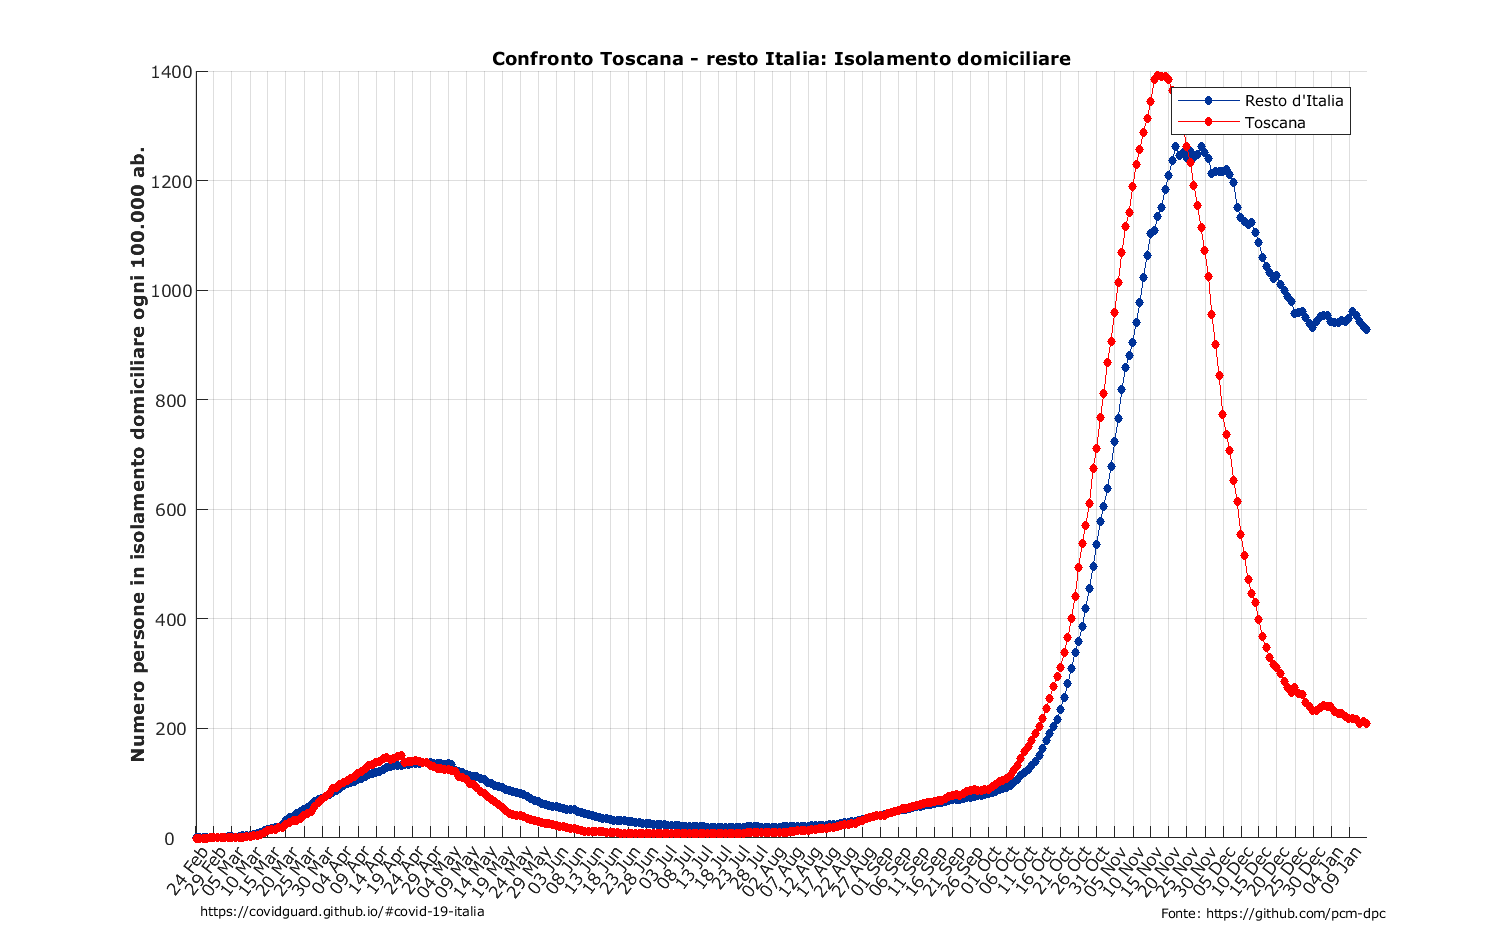 Confronto Toscana - resto Italia: Isolamento domiciliare
Numero persone in isolamento domiciliare ogni 100.000 ab.
1400
1200
1000
800
600
400
200
0
Resto d'Italia
Toscana
24 Feb
29 Feb
05 Mar
10 Mar
15 Mar
20 Mar
25 Mar
30 Mar
04 Apr
09 Apr
14 Apr
19 Apr
24 Apr
29 Apr
04 May
09 May
14 May
19 May
24 May
29 May
03 Jun
08 Jun
13 Jun
18 Jun
23 Jun
28 Jun
03 Jul
08 Jul
13 Jul
18 Jul
23 Jul
28 Jul
02 Aug
07 Aug
12 Aug
17 Aug
22 Aug
27 Aug
01 Sep
06 Sep
11 Sep
16 Sep
21 Sep
26 Sep
01 Oct
06 Oct
11 Oct
16 Oct
21 Oct
26 Oct
31 Oct
05 Nov
10 Nov
15 Nov
20 Nov
25 Nov
30 Nov
05 Dec
10 Dec
15 Dec
20 Dec
25 Dec
30 Dec
04 Jan
09 Jan
https://covidguard.github.io/#covid-19-italia
Fonte: https://github.com/pcm-dpc